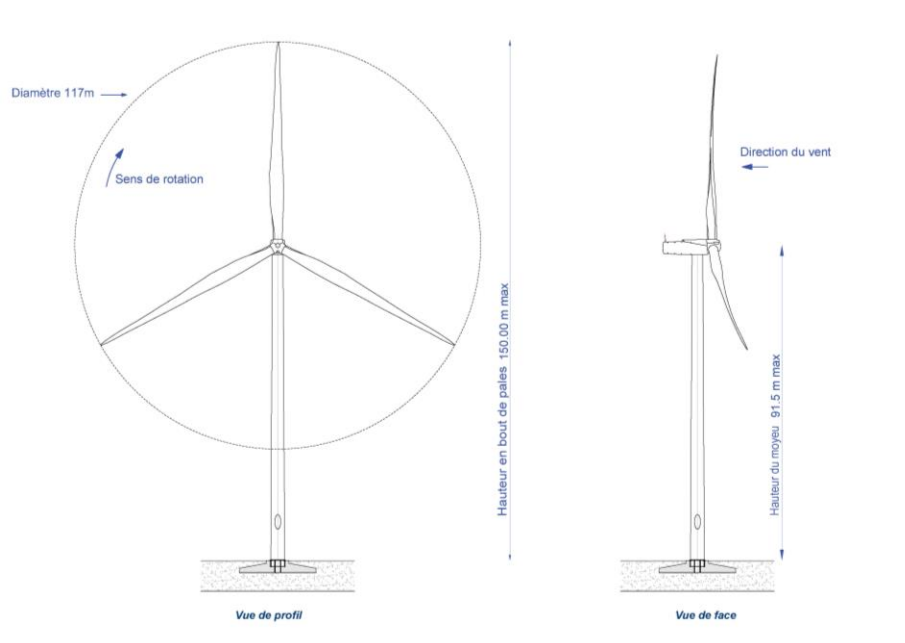 Diamètre 117m
Sens de rotation
Hauteur en bout de pales 150.00 m max
Direction du vent
Hauteur du moyeu 91.5 m max
Vue de profil
Vue de face